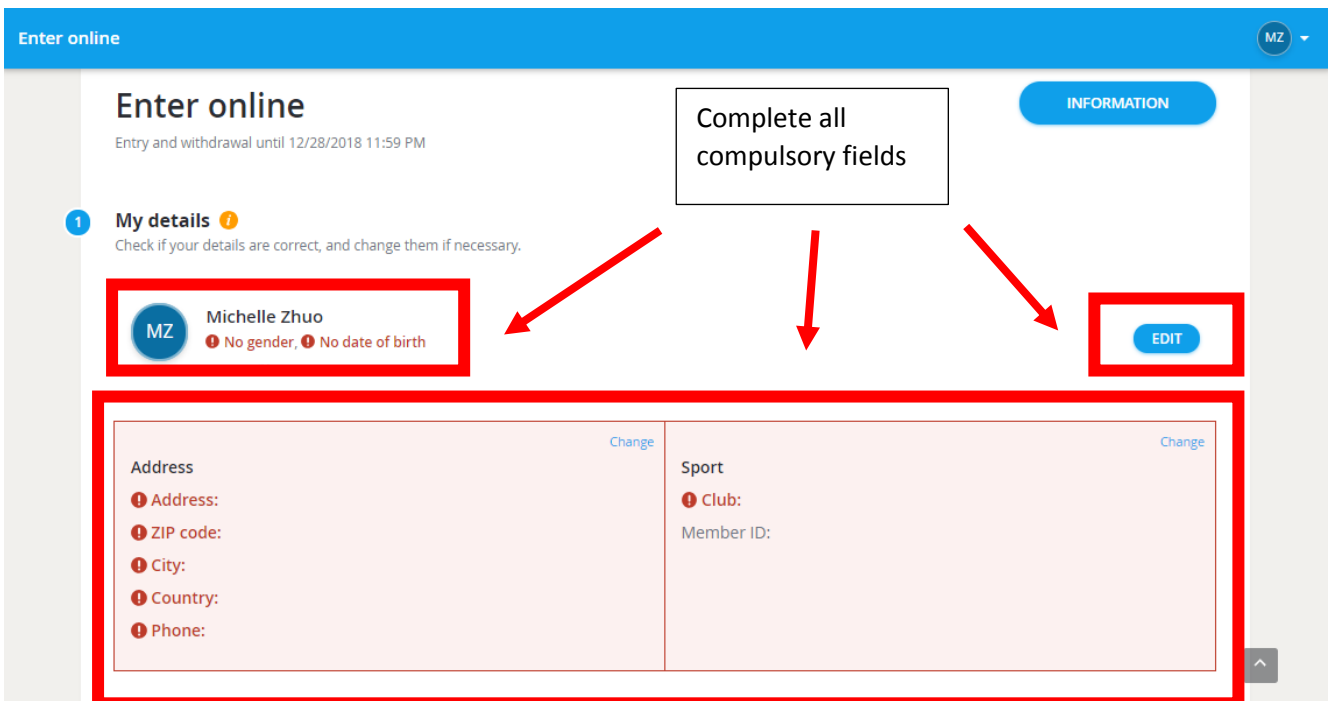 Enter online
MZ
Enter online
INFORMATION
Entry and withdrawal until 12/28/2018 11:59 PM
Complete all
compulsory fields
1
My details i
Check if your details are correct, and change them if necessary.
MZ
Michelle Zhuo
! No gender, ! No date of birth
EDIT
Change
Address
! Address:
! ZIP code:
! City:
! Country:
! Phone:
Change
Sport
! Club:
Member ID: